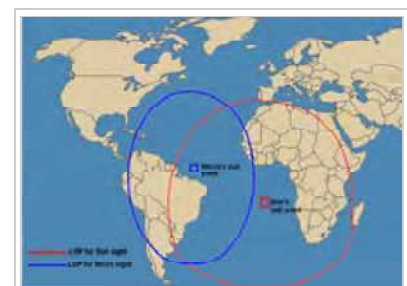 Moon's sub
point
Sun's
sub point
LOP for Sun sight
LOP for Moon sight